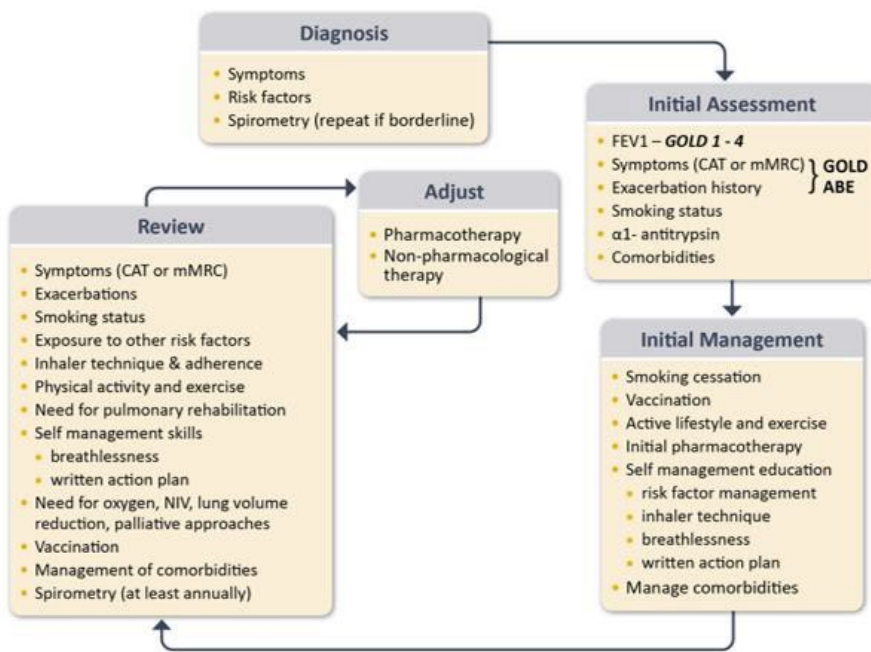 Diagnosis
• Symptoms
• Risk factors
• Spirometry (repeat if borderline)
Initial Assessment
• FEV1 – GOLD 1 - 4
• Symptoms (CAT or mMRC)
• Exacerbation history
GOLD
ABE
• Smoking status
• α1- antitrypsin
• Comorbidities
Initial Management
• Smoking cessation
• Vaccination
• Active lifestyle and exercise
• Initial pharmacotherapy
• Self management education
• risk factor management
• inhaler technique
• breathlessness
• written action plan
• Manage comorbidities
Review
• Symptoms (CAT or mMRC)
• Exacerbations
• Smoking status
• Exposure to other risk factors
• Inhaler technique & adherence
• Physical activity and exercise
• Need for pulmonary rehabilitation
• Self management skills
• breathlessness
• written action plan
• Need for oxygen, NIV, lung volume
reduction, palliative approaches
• Vaccination
• Management of comorbidities
• Spirometry (at least annually)
Adjust
• Pharmacotherapy
• Non-pharmacological
therapy